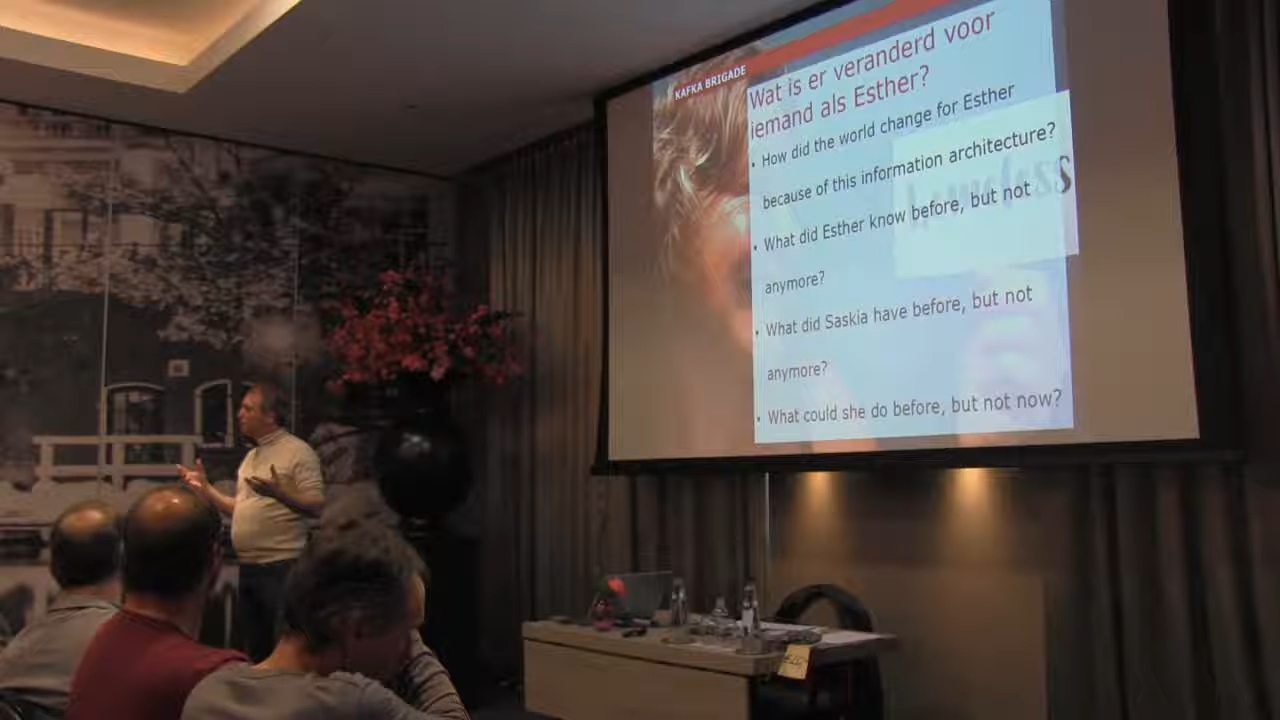 KAFKA BRIGADE
Wat is er veranderd voor
iemand als Esther?
• How did the world change for Esther
because of this information architecture?
• What did Esther know before, but not
anymore?
• What did Saskia have before, but not
anymore?
• What could she do before, but not now?
homeless